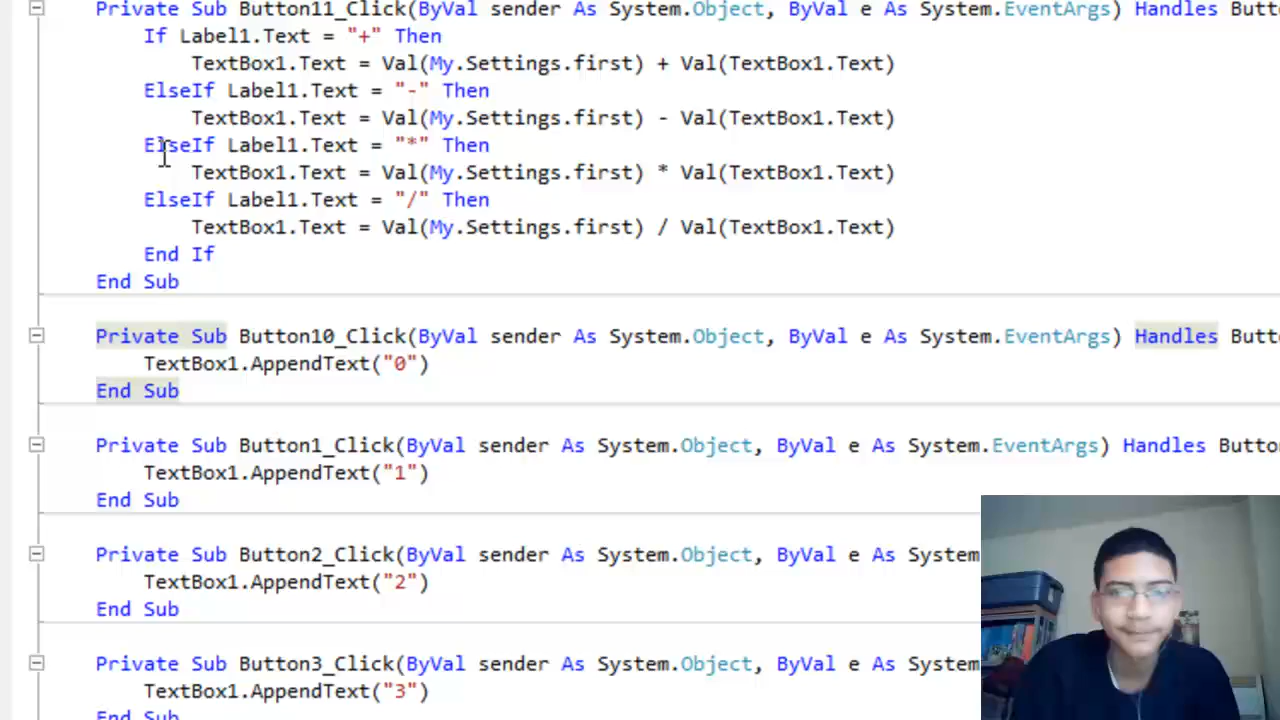 Private Sub Button11_Click(ByVal sender As System.Object, ByVal e As System.EventArgs) Handles Butt
If Label1.Text = "+" Then
TextBox1.Text = Val(My.Settings.first) + Val(TextBox1.Text)
ElseIf Label1.Text = "-" Then
TextBox1.Text = Val(My.Settings.first) - Val(TextBox1.Text)
ElseIf Label1.Text = "*" Then
TextBox1.Text = Val(My.Settings.first) * Val(TextBox1.Text)
ElseIf Label1.Text = "/" Then
TextBox1.Text = Val(My.Settings.first) / Val(TextBox1.Text)
End If
End Sub
Private Sub Button10_Click(ByVal sender As System.Object, ByVal e As System.EventArgs) Handles Butt
TextBox1.AppendText("0")
End Sub
Private Sub Button1_Click(ByVal sender As System.Object, ByVal e As System.EventArgs) Handles Butto
TextBox1.AppendText("1")
End Sub
Private Sub Button2_Click(ByVal sender As System.Object, ByVal e As System
TextBox1.AppendText("2")
End Sub
Private Sub Button3_Click(ByVal sender As System.Object, ByVal e As System
TextBox1.AppendText("3")
End Sub